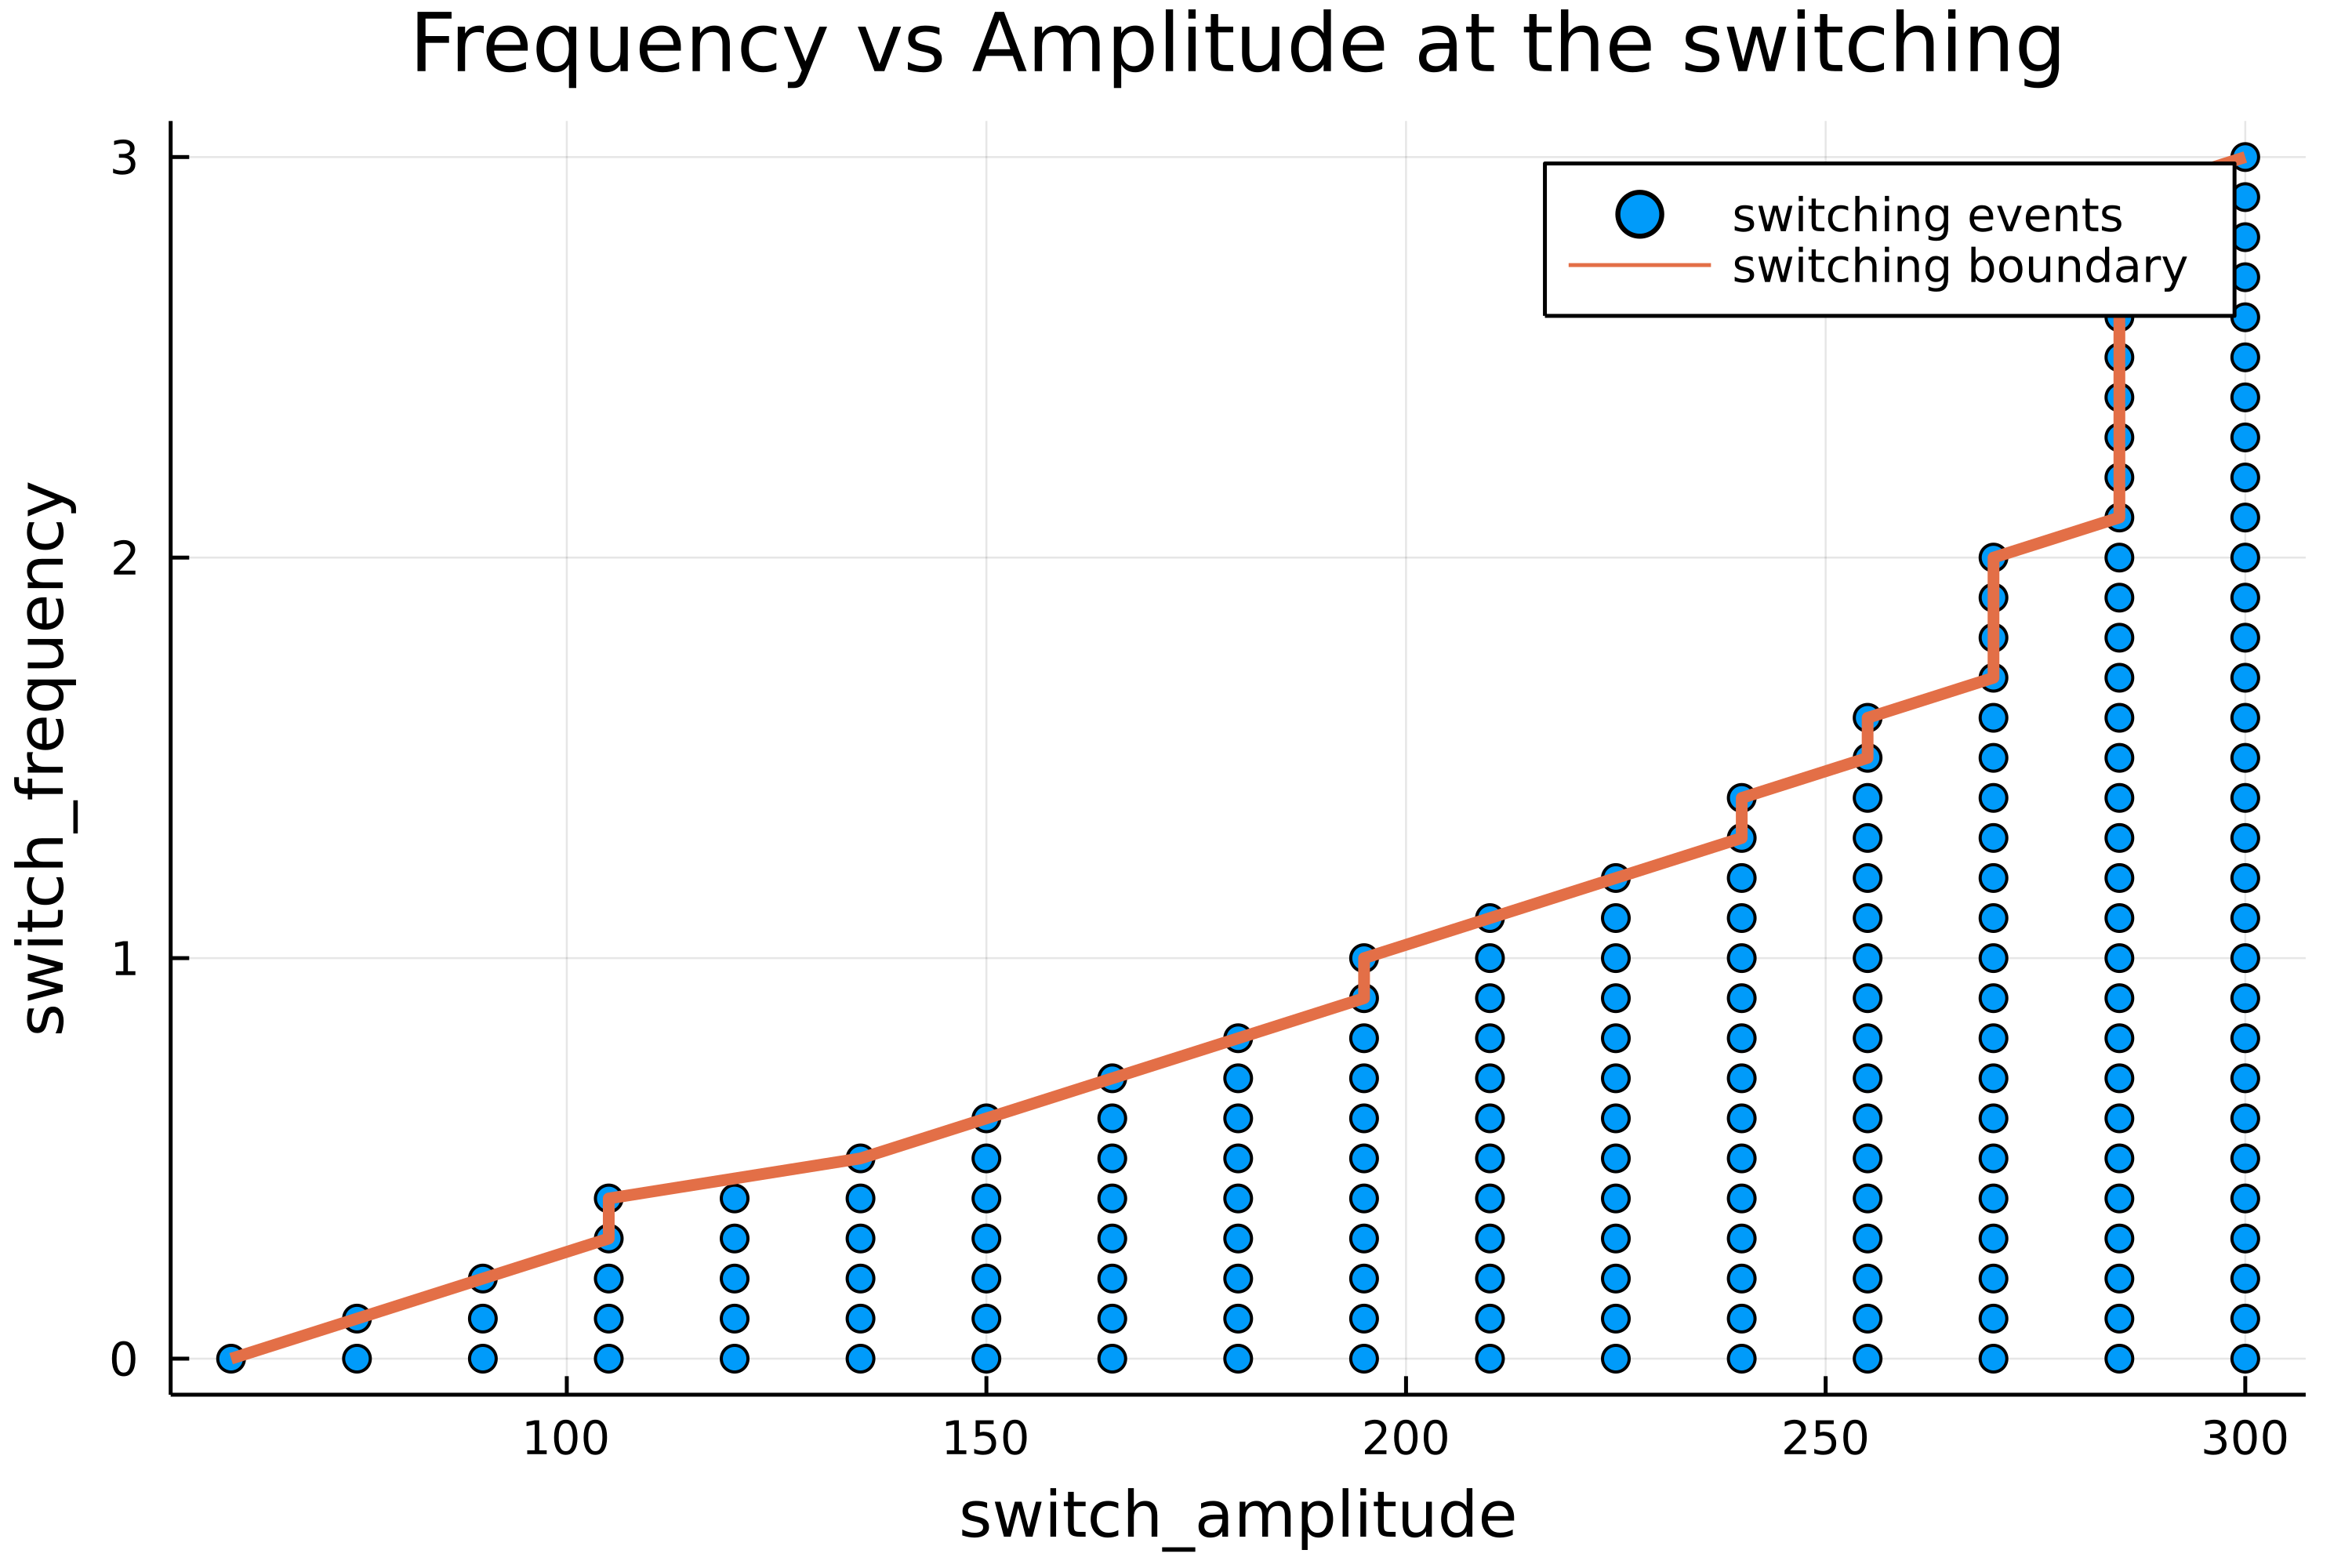 Frequency vs Amplitude at the switching
switching events
switching boundary
switch_frequency
3
2
1
0
100 150 200 250 300
switch_amplitude